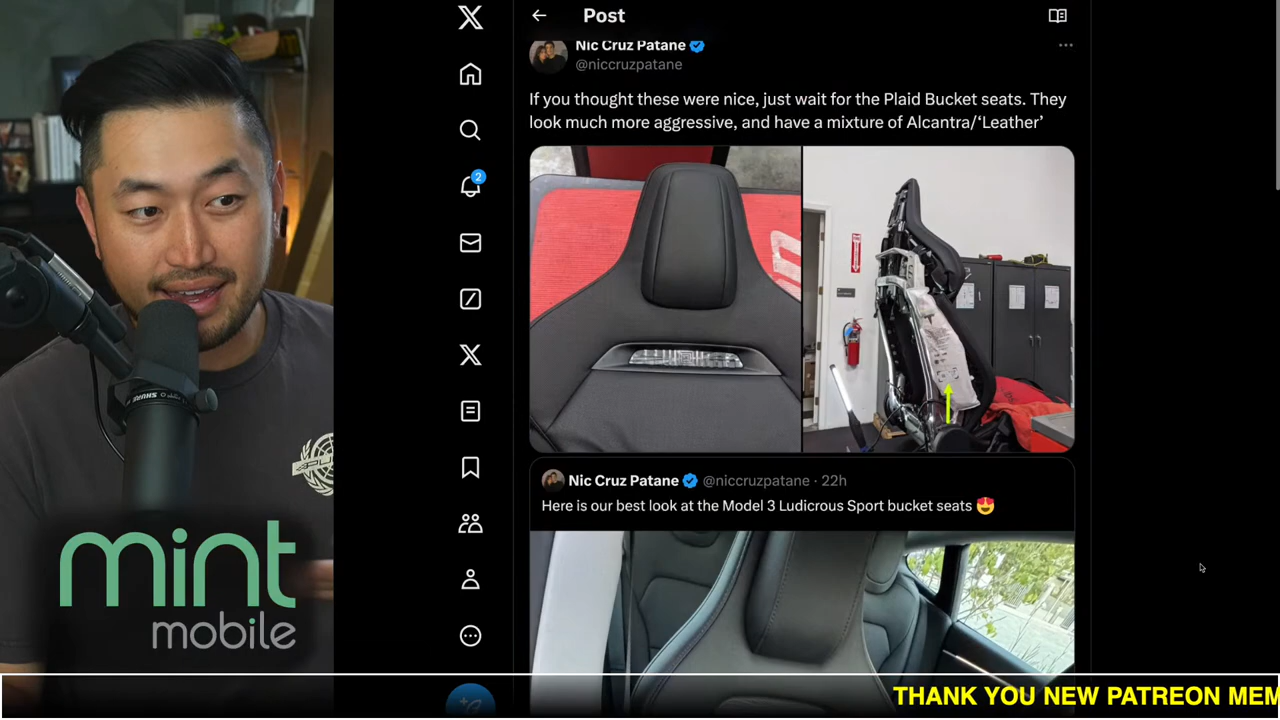 Post
Nic Cruz Patane
@niccruzpatane
If you thought these were nice, just wait for the Plaid Bucket seats. They
look much more aggressive, and have a mixture of Alcantra/‘Leather’
2
Nic Cruz Patane @niccruzpatane · 22h
Here is our best look at the Model 3 Ludicrous Sport bucket seats 😍
mint
mobile
THANK YOU NEW PATREON MEM